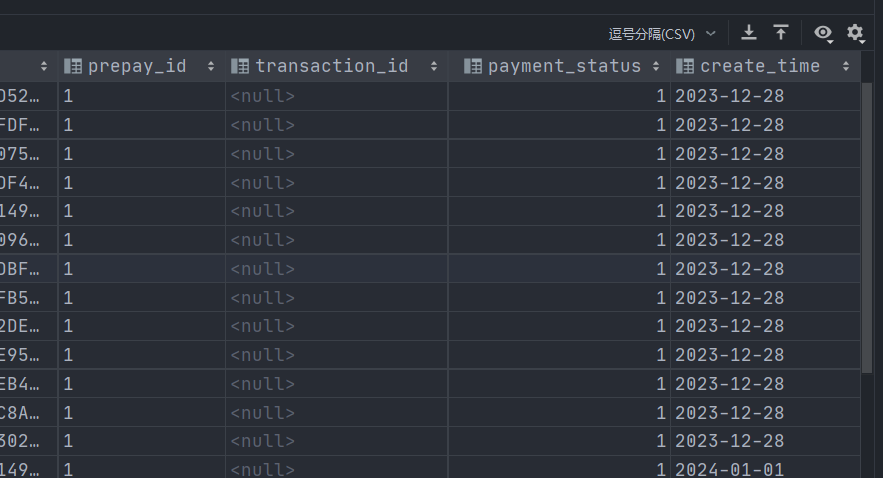 逗号分隔(CSV)
prepay_id transaction_id payment_status create_time
D52… 1 <null> 1 2023-12-28
FDF… 1 <null> 1 2023-12-28
075… 1 <null> 1 2023-12-28
DF4… 1 <null> 1 2023-12-28
149… 1 <null> 1 2023-12-28
096… 1 <null> 1 2023-12-28
DBF… 1 <null> 1 2023-12-28
FB5… 1 <null> 1 2023-12-28
2DE… 1 <null> 1 2023-12-28
E95… 1 <null> 1 2023-12-28
EB4… 1 <null> 1 2023-12-28
C8A… 1 <null> 1 2023-12-28
302… 1 <null> 1 2023-12-28
149… 1 <null> 1 2024-01-01